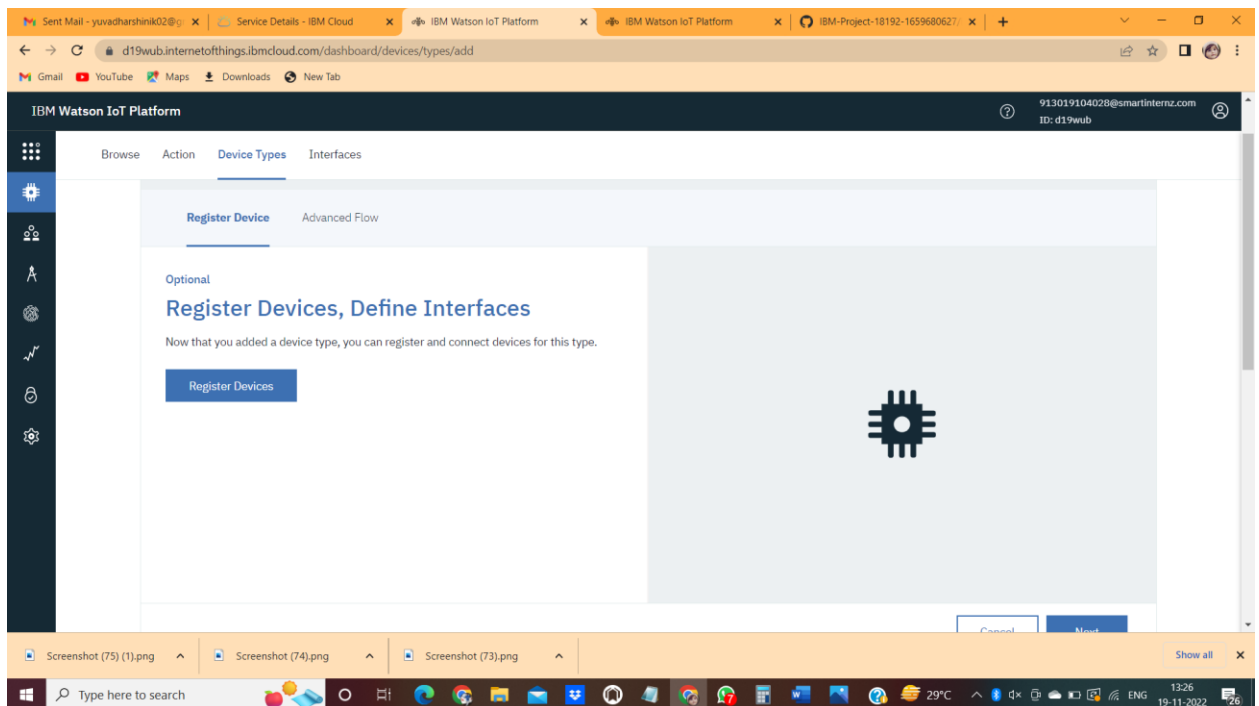 Sent Mail - yuvadharshinik02@g
Service Details - IBM Cloud
IBM Watson IoT Platform
IBM Watson IoT Platform
IBM-Project-18192-1659680627/
d19wub.internetofthings.ibmcloud.com/dashboard/devices/types/add
Gmail
YouTube
Maps
Downloads
New Tab
IBM Watson IoT Platform
913019104028@smartinternz.com
ID: d19wub
Browse
Action
Device Types
Interfaces
Register Device
Advanced Flow
Optional
Register Devices, Define Interfaces
Now that you added a device type, you can register and connect devices for this type.
Register Devices
Cancel
Next
Screenshot (75) (1).png
Screenshot (74).png
Screenshot (73).png
Show all
Type here to search
29°C
ENG
13:26
19-11-2022
26